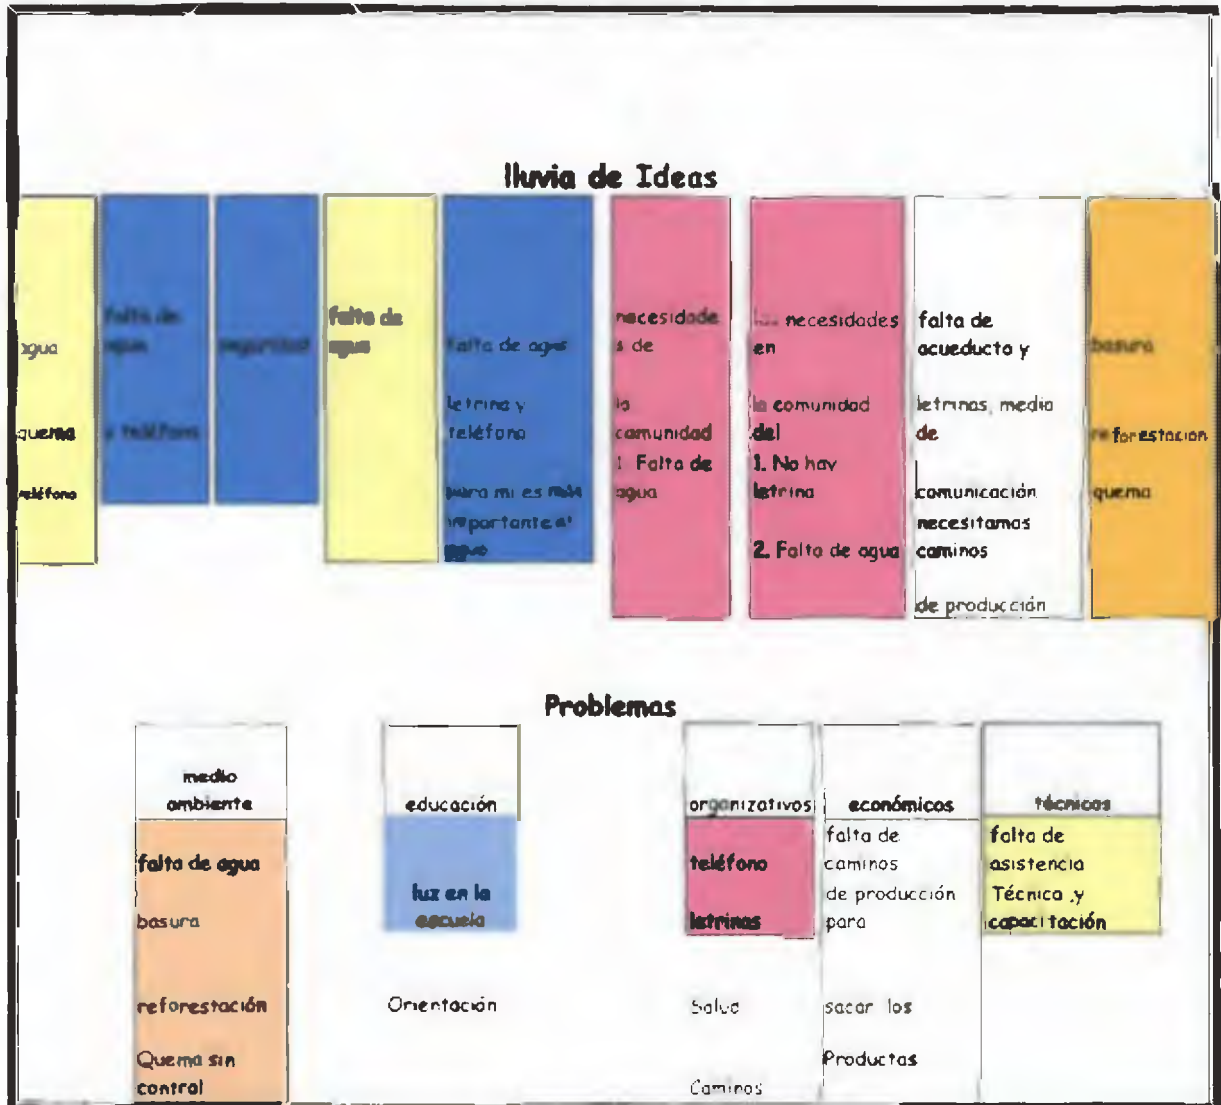 lluvia de Ideas
agua
quema
teléfono
falta de
agua
y teléfono
seguridad
falta de
agua
falta de agua
letrina y
teléfono
para mi es más
importante el
agua
necesidade
s de
la
comunidad
1. Falta de
agua
las necesidades
en
la comunidad
del
1. No hay
letrina
2. Falta de agua
falta de
acueducto y
letrinas, medio
de
comunicación
necesitamos
caminos
de producción
basura
reforestacion
quema
Problemas
medio
ambiente
falta de agua
basura
reforestación
Quema sin
control
educación
luz en la
escuela
Orientación
organizativos
teléfono
letrinas
Salud
Caminos
económicos
falta de
caminos
de producción
para
sacar los
Productos
técnicos
falta de
asistencia
Técnica y
capacitación